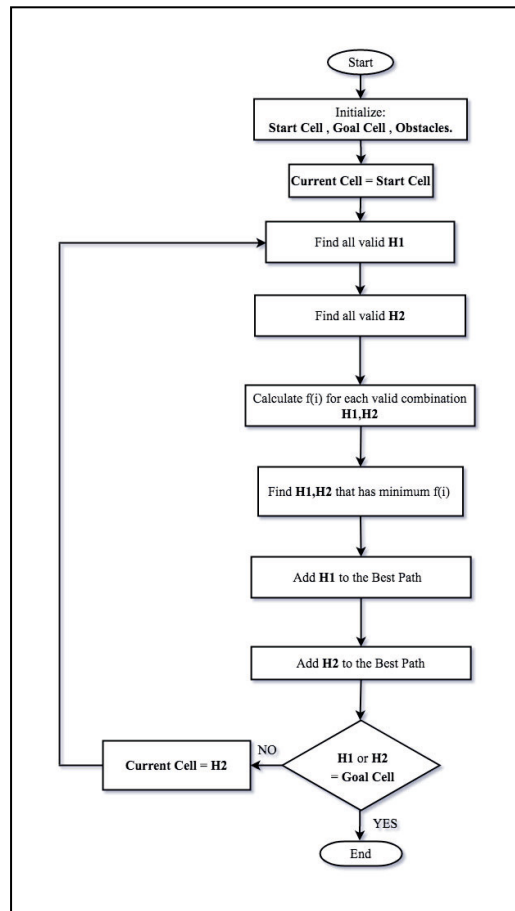 Start
Initialize:
Start Cell , Goal Cell , Obstacles.
Current Cell = Start Cell
Find all valid H1
Find all valid H2
Calculate f(i) for each valid combination
H1,H2
Find H1,H2 that has minimum f(i)
Add H1 to the Best Path
Add H2 to the Best Path
H1 or H2
= Goal Cell
NO
Current Cell = H2
YES
End